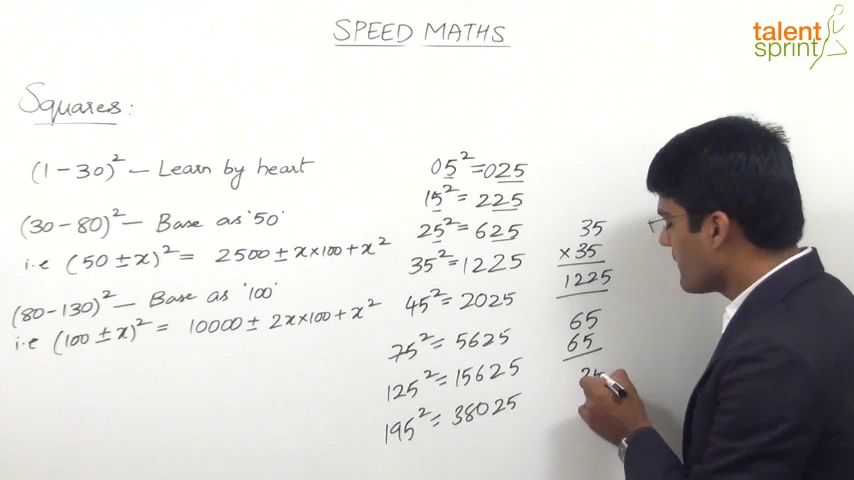 SPEED MATHS
talent
sprint
Squares:
(1-30)² — Learn by heart
(30-80)² — Base as '50'
i.e (50 ± x)² = 2500 ± x×100 + x²
(80-130)² — Base as '100'
i.e (100 ± x)² = 10000 ± 2x×100 + x²
05² = 025
15² = 225
25² = 625
35² = 1225
45² = 2025
75² = 5625
125² = 15625
195² = 38025
35
×35
1225
65
65
25